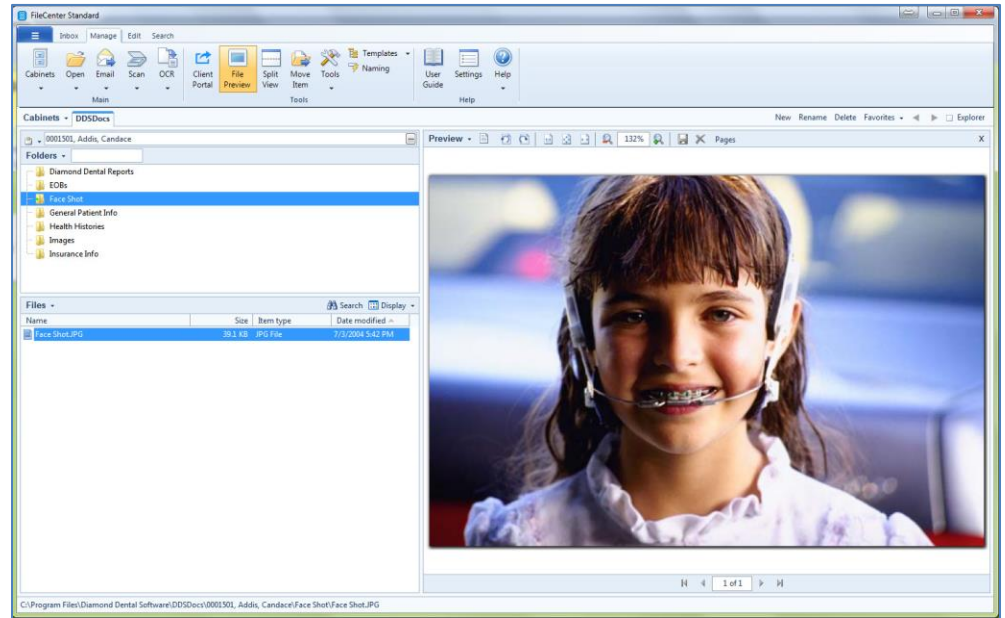 FileCenter Standard
Inbox Manage Edit Search
Cabinets Open Email Scan OCR Client Portal File Preview Split View Move Item Tools Templates Naming User Guide Settings Help
Main Tools Help
Cabinets DDSDocs New Rename Delete Favorites Explorer
0001501, Addis, Candace
Preview 132% Pages X
Folders
Diamond Dental Reports
EOBs
Face Shot
General Patient Info
Health Histories
Images
Insurance Info
Files Search Display
Name Size Item type Date modified
Face Shot.JPG 39.1 KB JPG File 7/3/2004 5:42 PM
1 of 1
C:\Program Files\Diamond Dental Software\DDSDocs\0001501, Addis, Candace\Face Shot\Face Shot.JPG